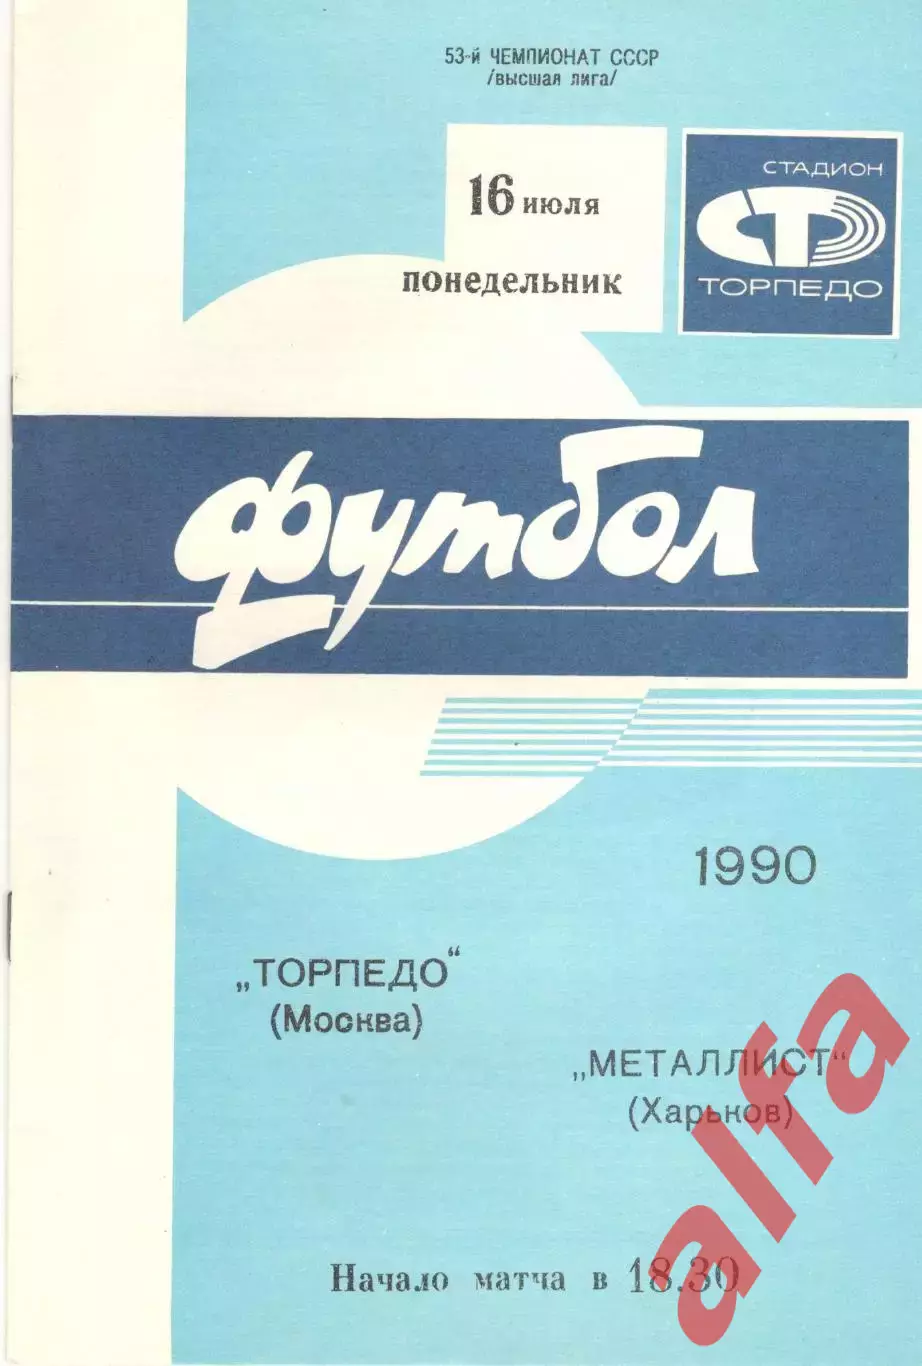 53-й ЧЕМПИОНАТ СССР
/высшая лига/
16 июля
понедельник
СТАДИОН
СТ
ТОРПЕДО
футбол
1990
„ТОРПЕДО“
(Москва)
„МЕТАЛЛИСТ“
(Харьков)
Начало матча в 18.30
alfa